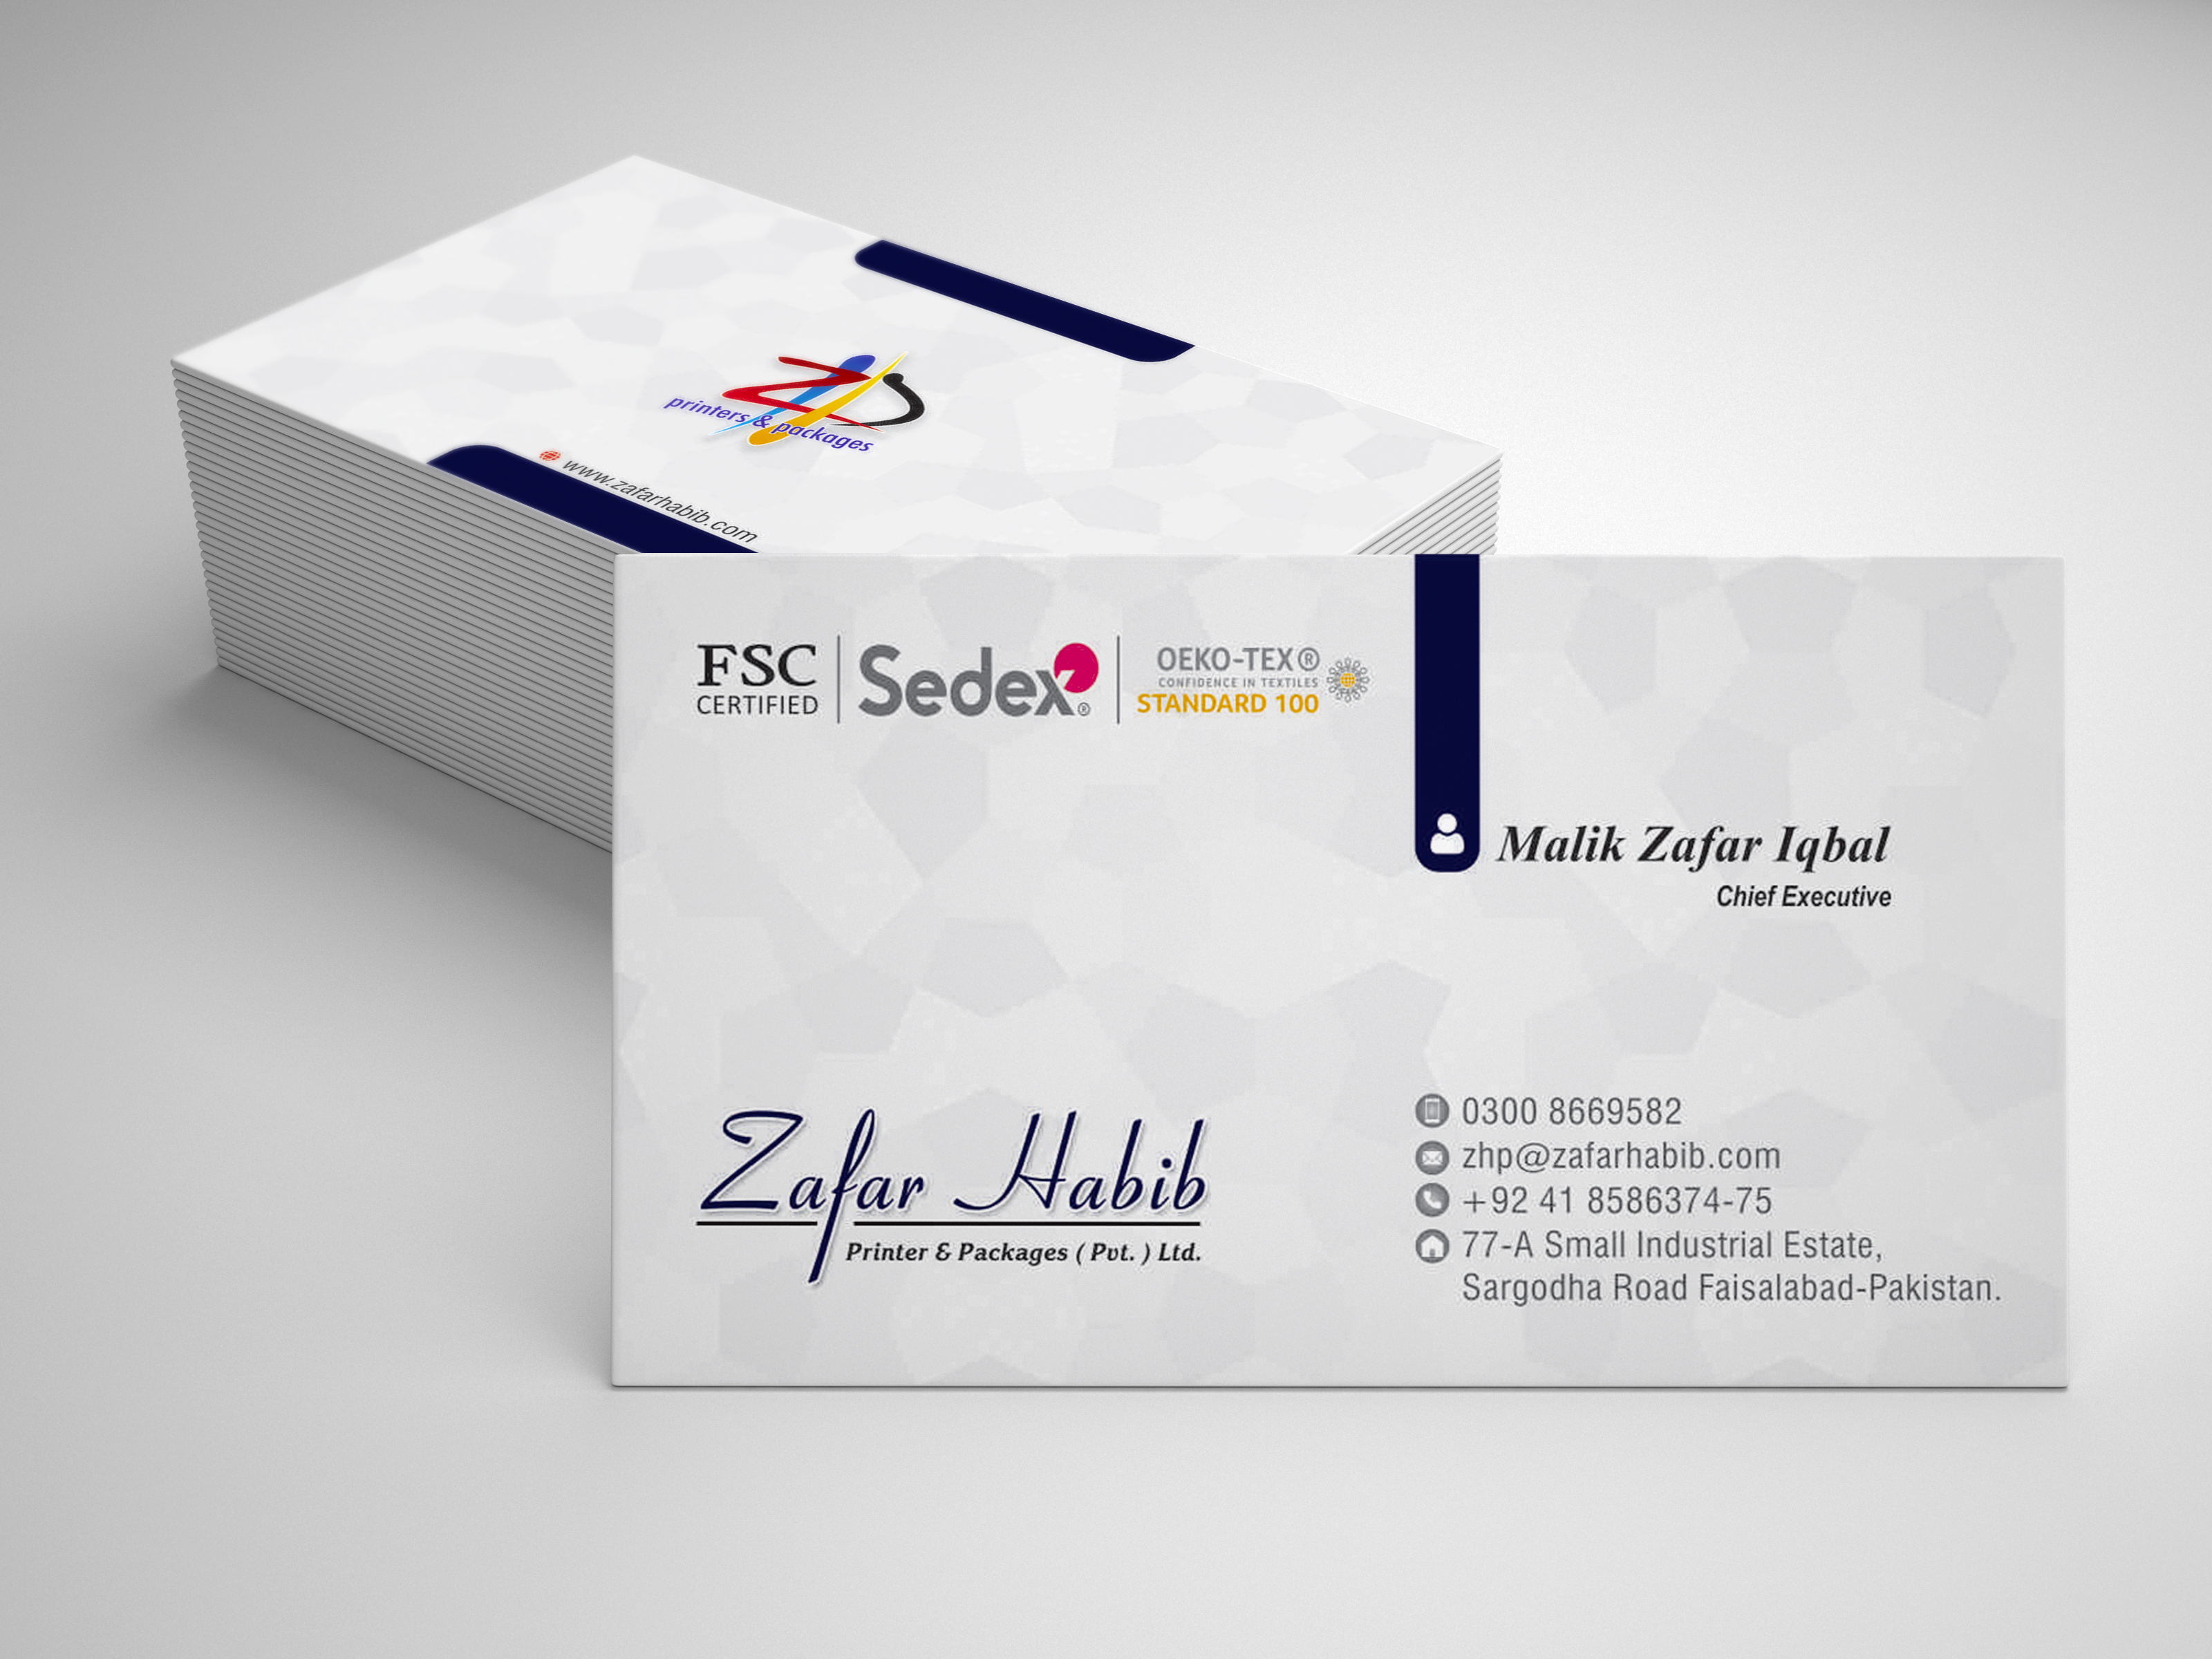 printers & packages
www.zafarhabib.com
FSC
CERTIFIED
Sedex®
OEKO-TEX®
CONFIDENCE IN TEXTILES
STANDARD 100
Malik Zafar Iqbal
Chief Executive
Zafar Habib
Printer & Packages ( Pvt. ) Ltd.
0300 8669582
zhp@zafarhabib.com
+92 41 8586374-75
77-A Small Industrial Estate,
Sargodha Road Faisalabad-Pakistan.